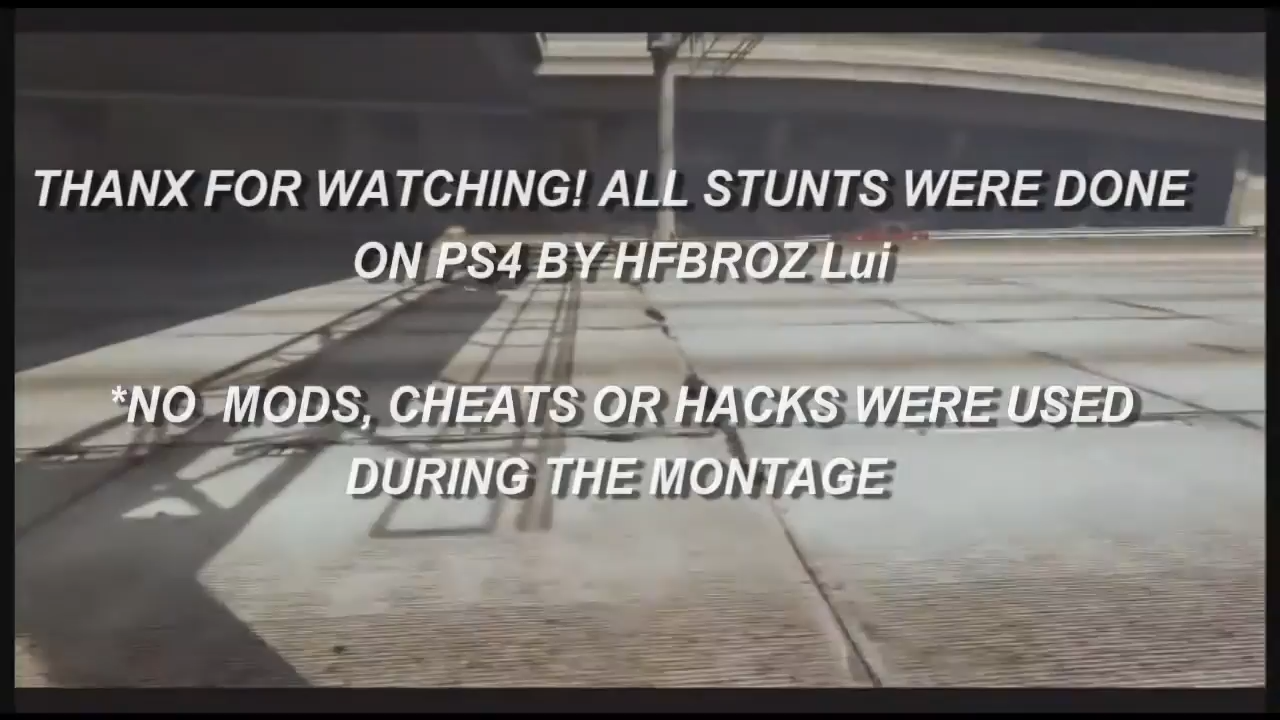 THANX FOR WATCHING! ALL STUNTS WERE DONE
ON PS4 BY HFBROZ Lui
*NO  MODS, CHEATS OR HACKS WERE USED
DURING THE MONTAGE